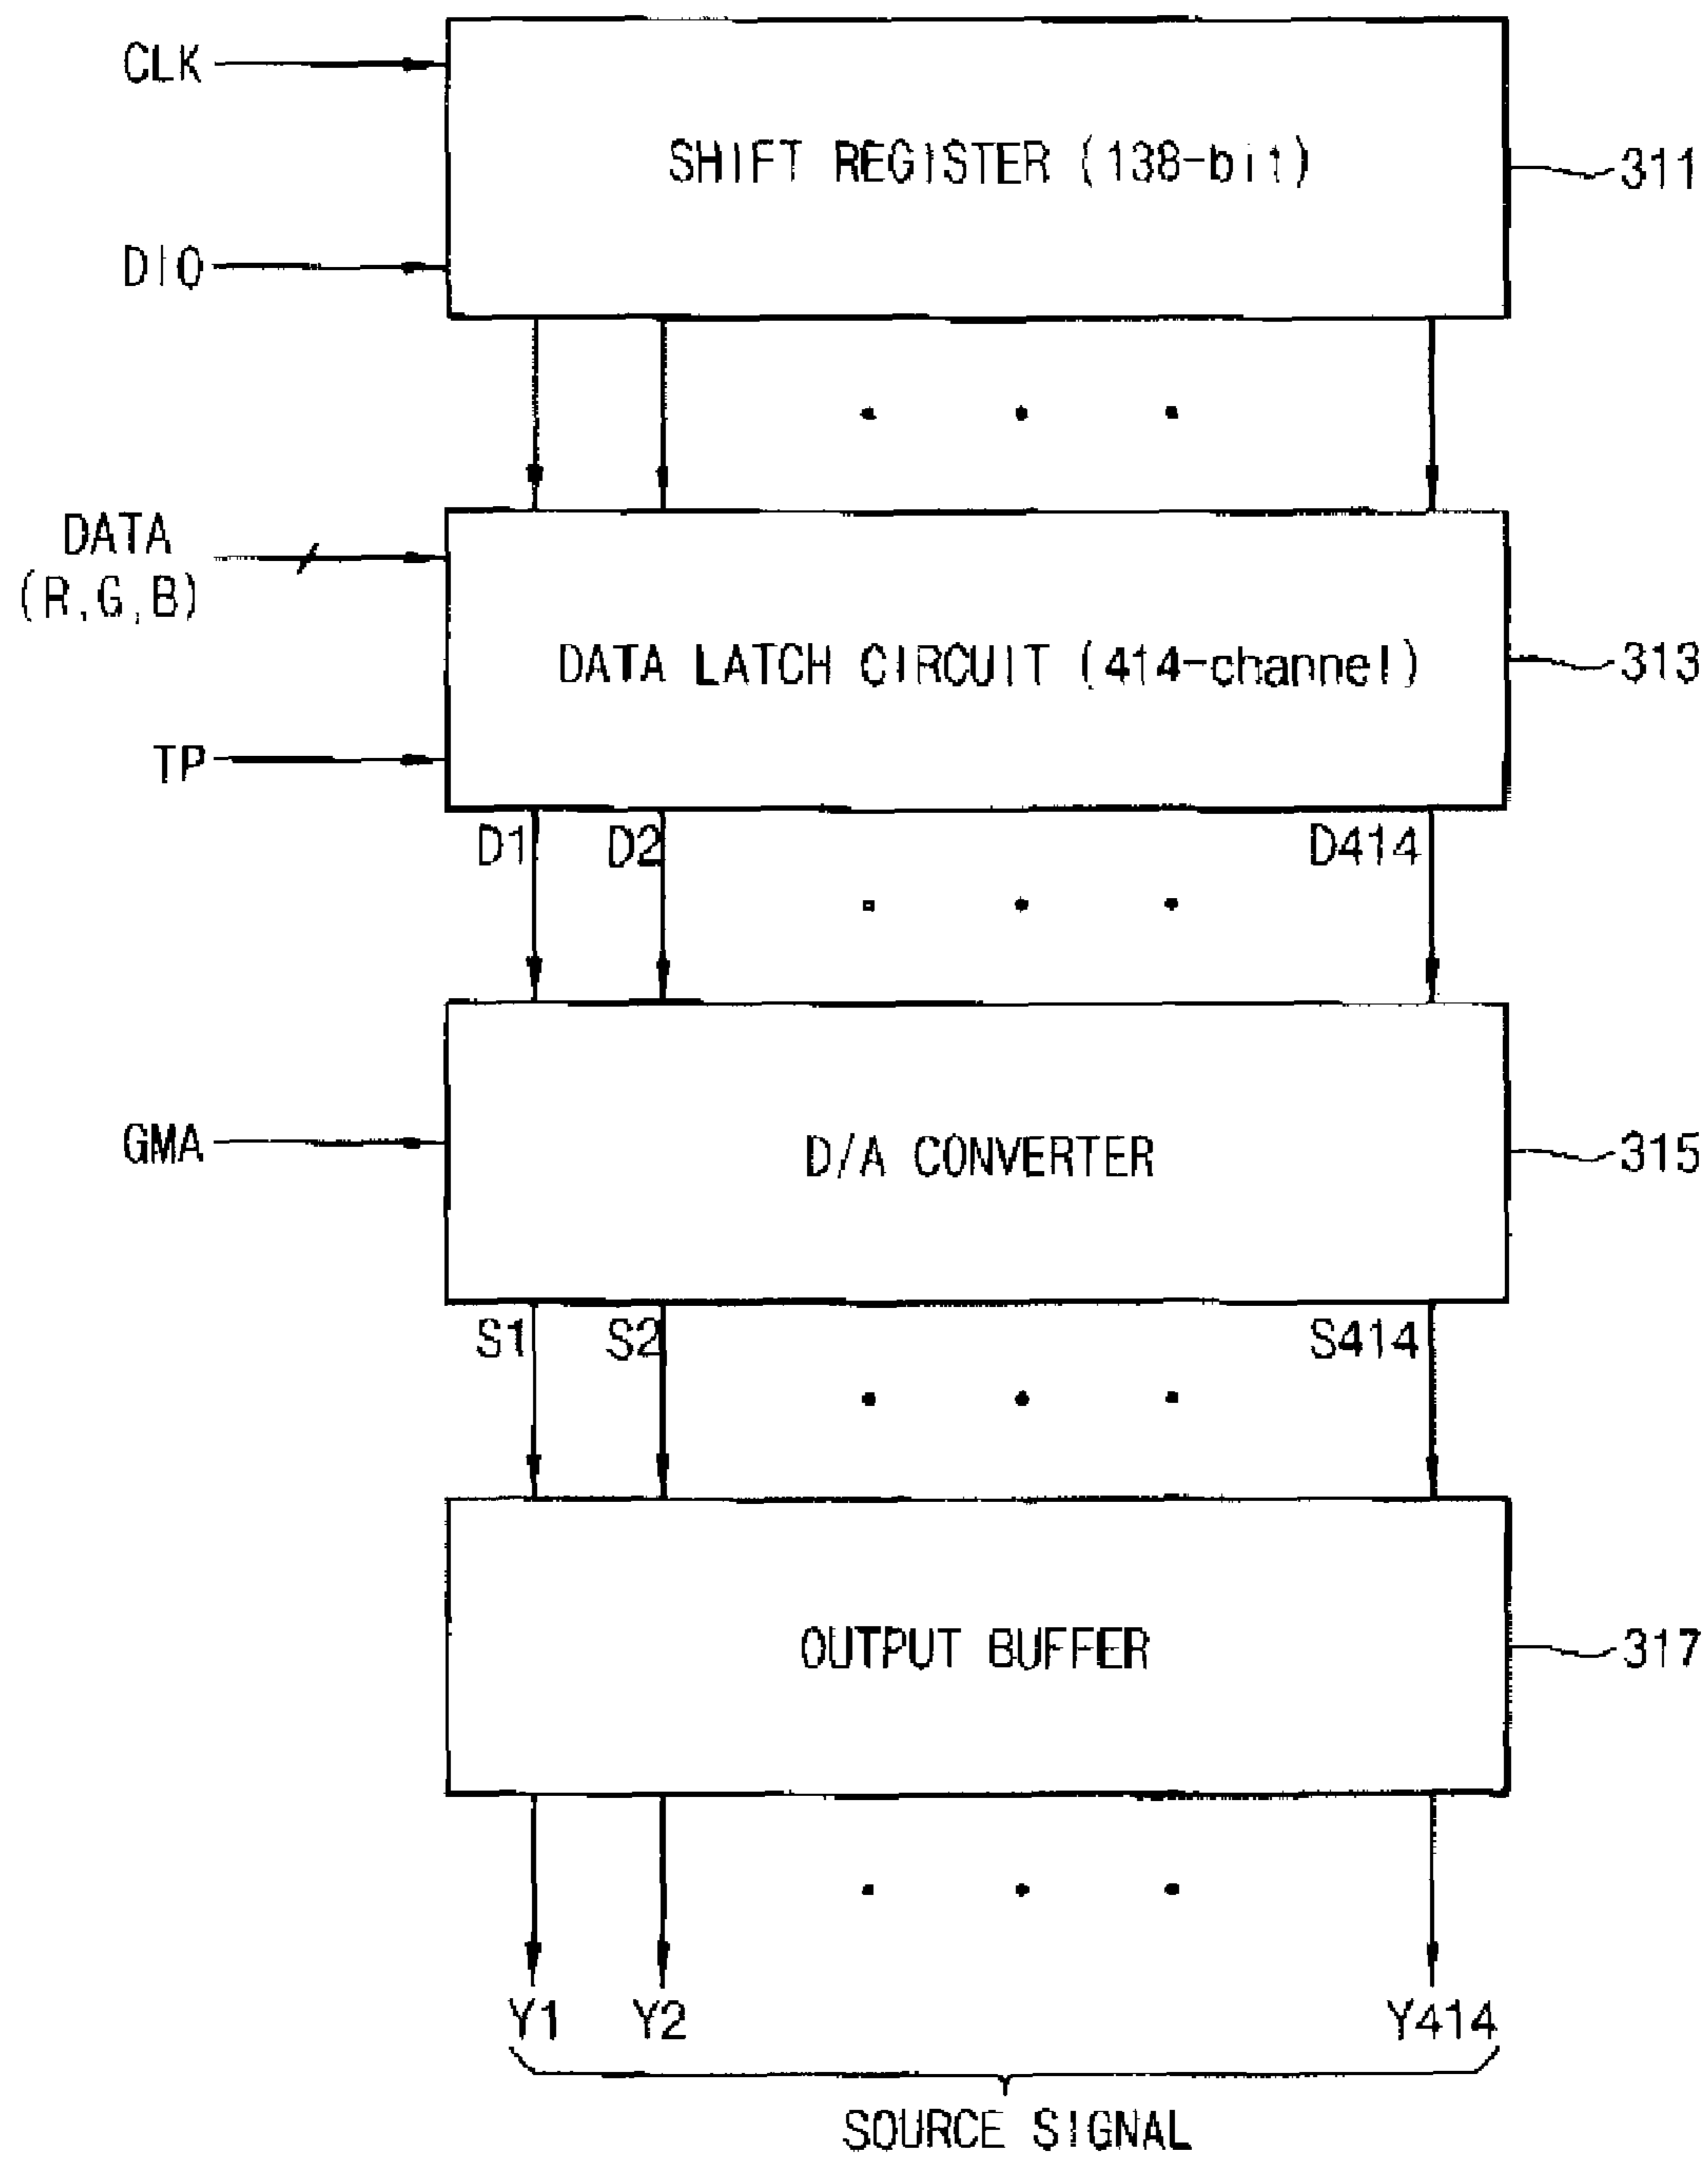 CLK
SHIFT REGISTER (138-bit)
311
DIO
DATA
(R,G,B)
DATA LATCH CIRCUIT (414-channel)
313
TP
D1 D2 D414
GMA
D/A CONVERTER
315
S1 S2 S414
OUTPUT BUFFER
317
Y1 Y2 Y414
SOURCE SIGNAL